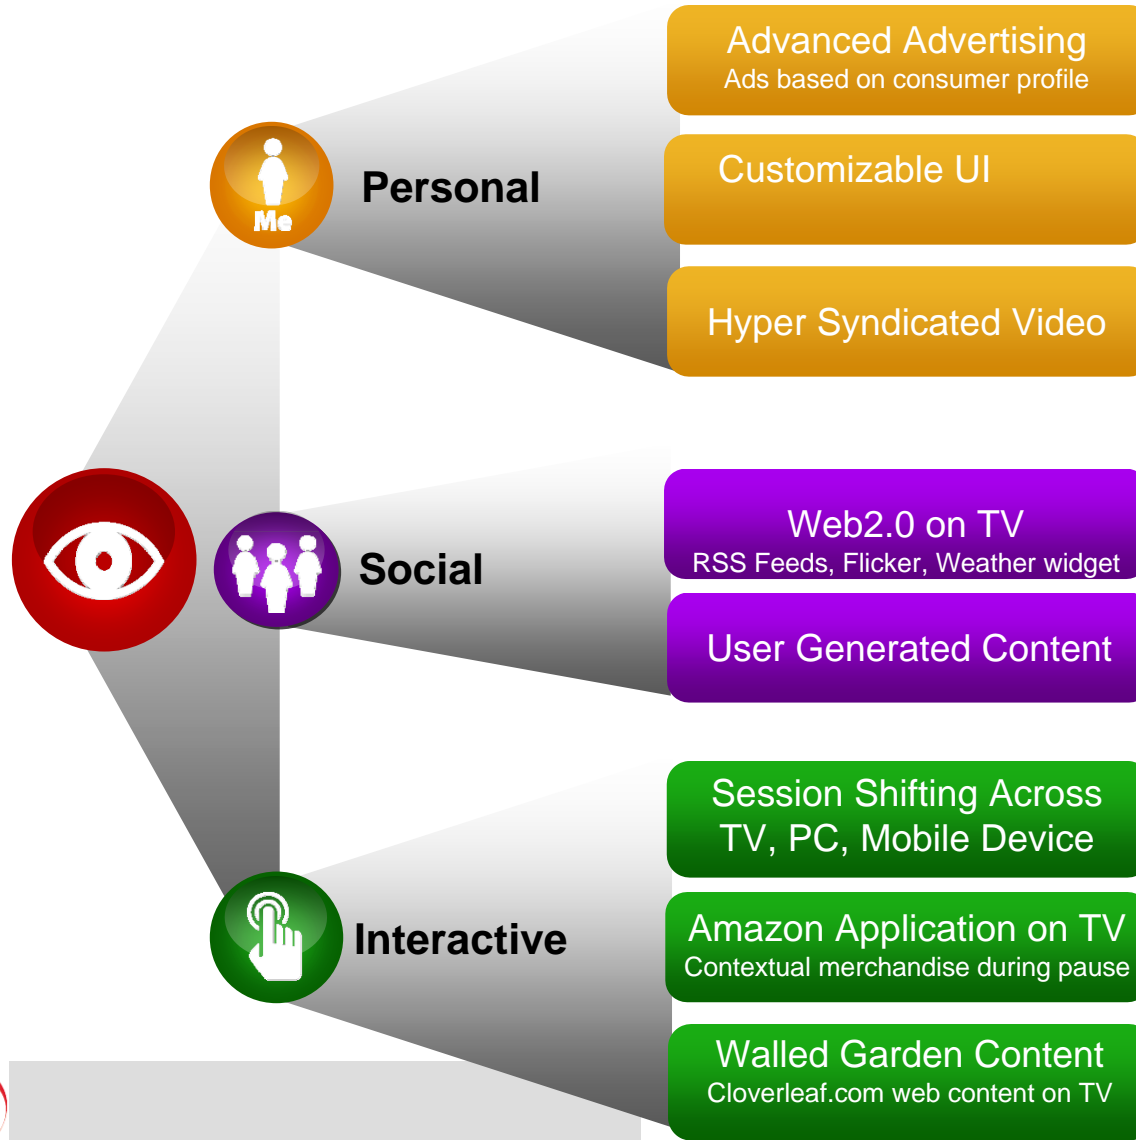 Advanced Advertising
Ads based on consumer profile
Me
Personal
Customizable UI
Hyper Syndicated Video
Web2.0 on TV
RSS Feeds, Flicker, Weather widget
Social
User Generated Content
Session Shifting Across
TV, PC, Mobile Device
Interactive
Amazon Application on TV
Contextual merchandise during pause
Walled Garden Content
Cloverleaf.com web content on TV